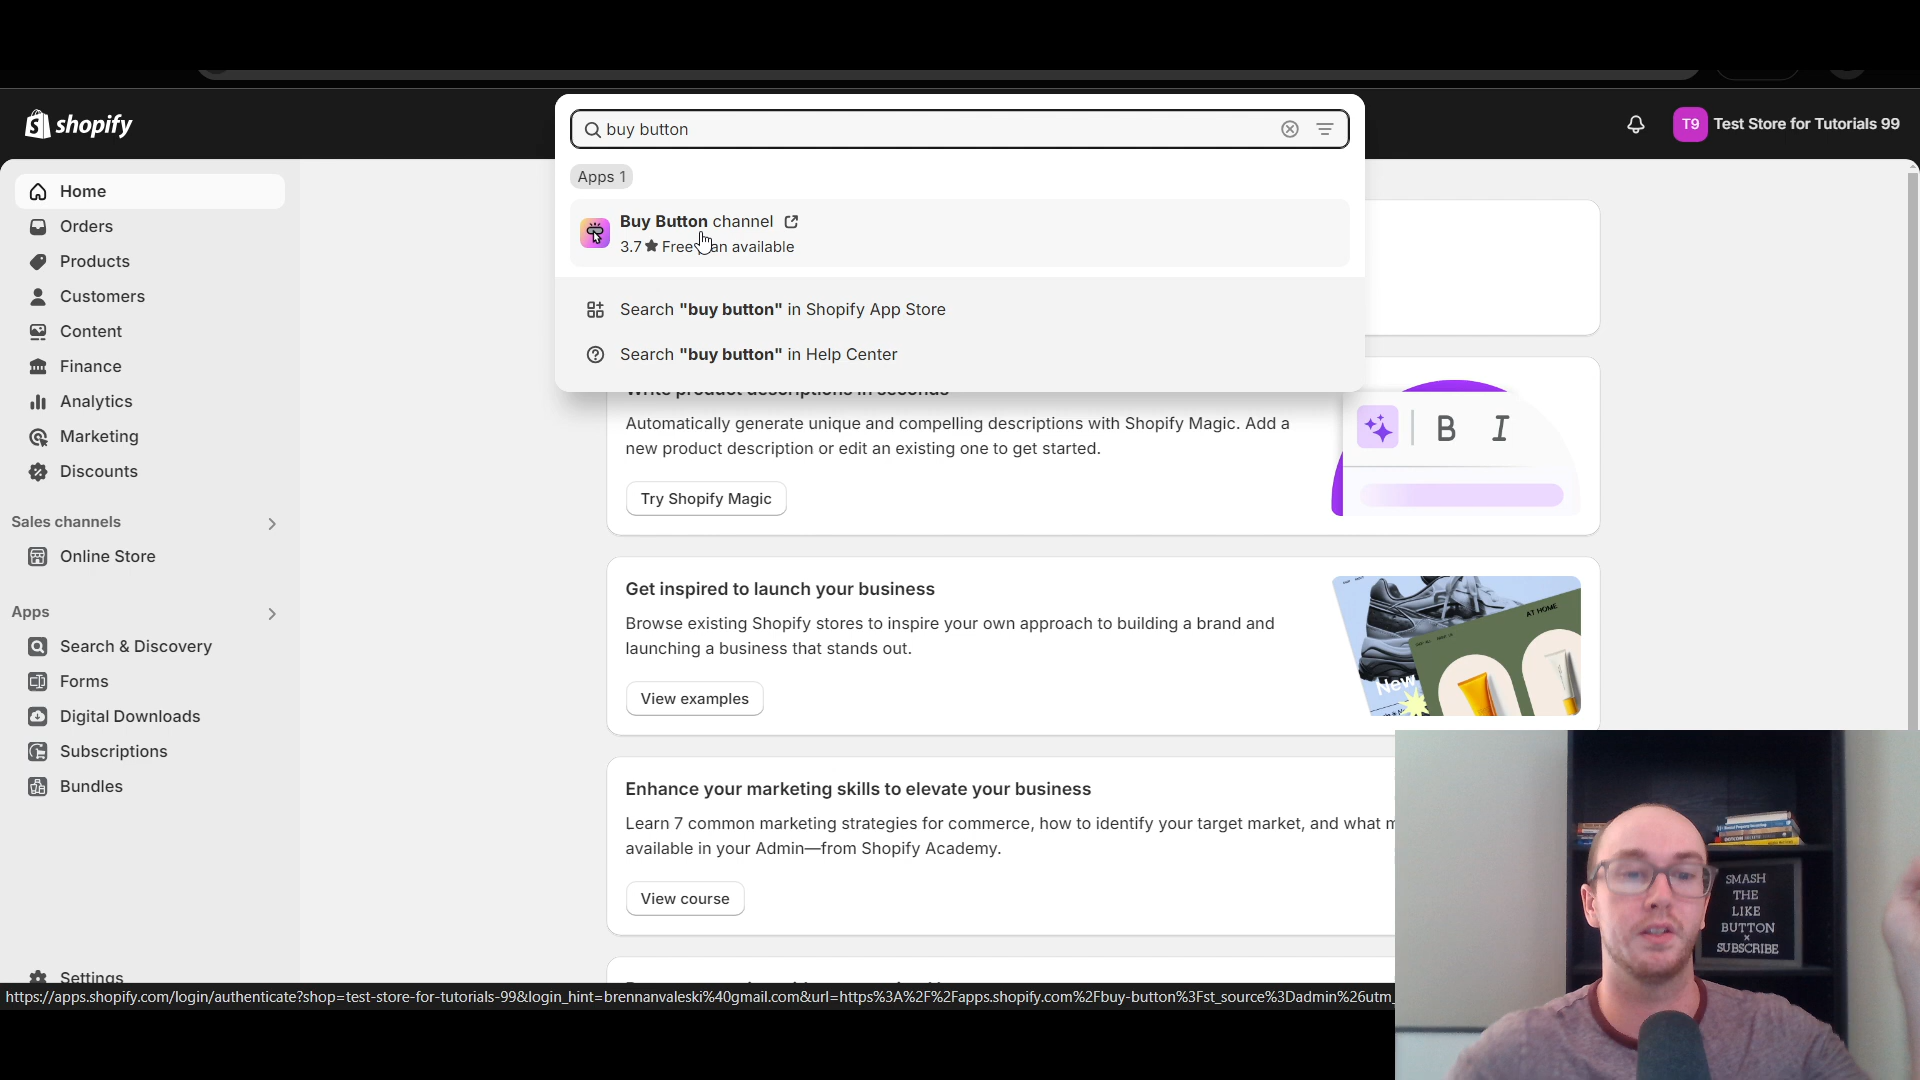 shopify
buy button
T9 Test Store for Tutorials 99
Apps 1
Buy Button channel
3.7 ★ Free an available
Search "buy button" in Shopify App Store
Search "buy button" in Help Center
Home
Orders
Products
Customers
Content
Finance
Analytics
Marketing
Discounts
Sales channels
Online Store
Apps
Search & Discovery
Forms
Digital Downloads
Subscriptions
Bundles
Settings
Write product descriptions in seconds
Automatically generate unique and compelling descriptions with Shopify Magic. Add a
new product description or edit an existing one to get started.
Try Shopify Magic
B I
Get inspired to launch your business
Browse existing Shopify stores to inspire your own approach to building a brand and
launching a business that stands out.
View examples
AT HOME
New
Enhance your marketing skills to elevate your business
Learn 7 common marketing strategies for commerce, how to identify your target market, and what
available in your Admin—from Shopify Academy.
View course
https://apps.shopify.com/login/authenticate?shop=test-store-for-tutorials-99&login_hint=brennanvaleski%40gmail.com&url=https%3A%2F%2Fapps.shopify.com%2Fbuy-button%3Fst_source%3Dadmin%26utm_
SMASH
THE
LIKE
BUTTON
×
SUBSCRIBE